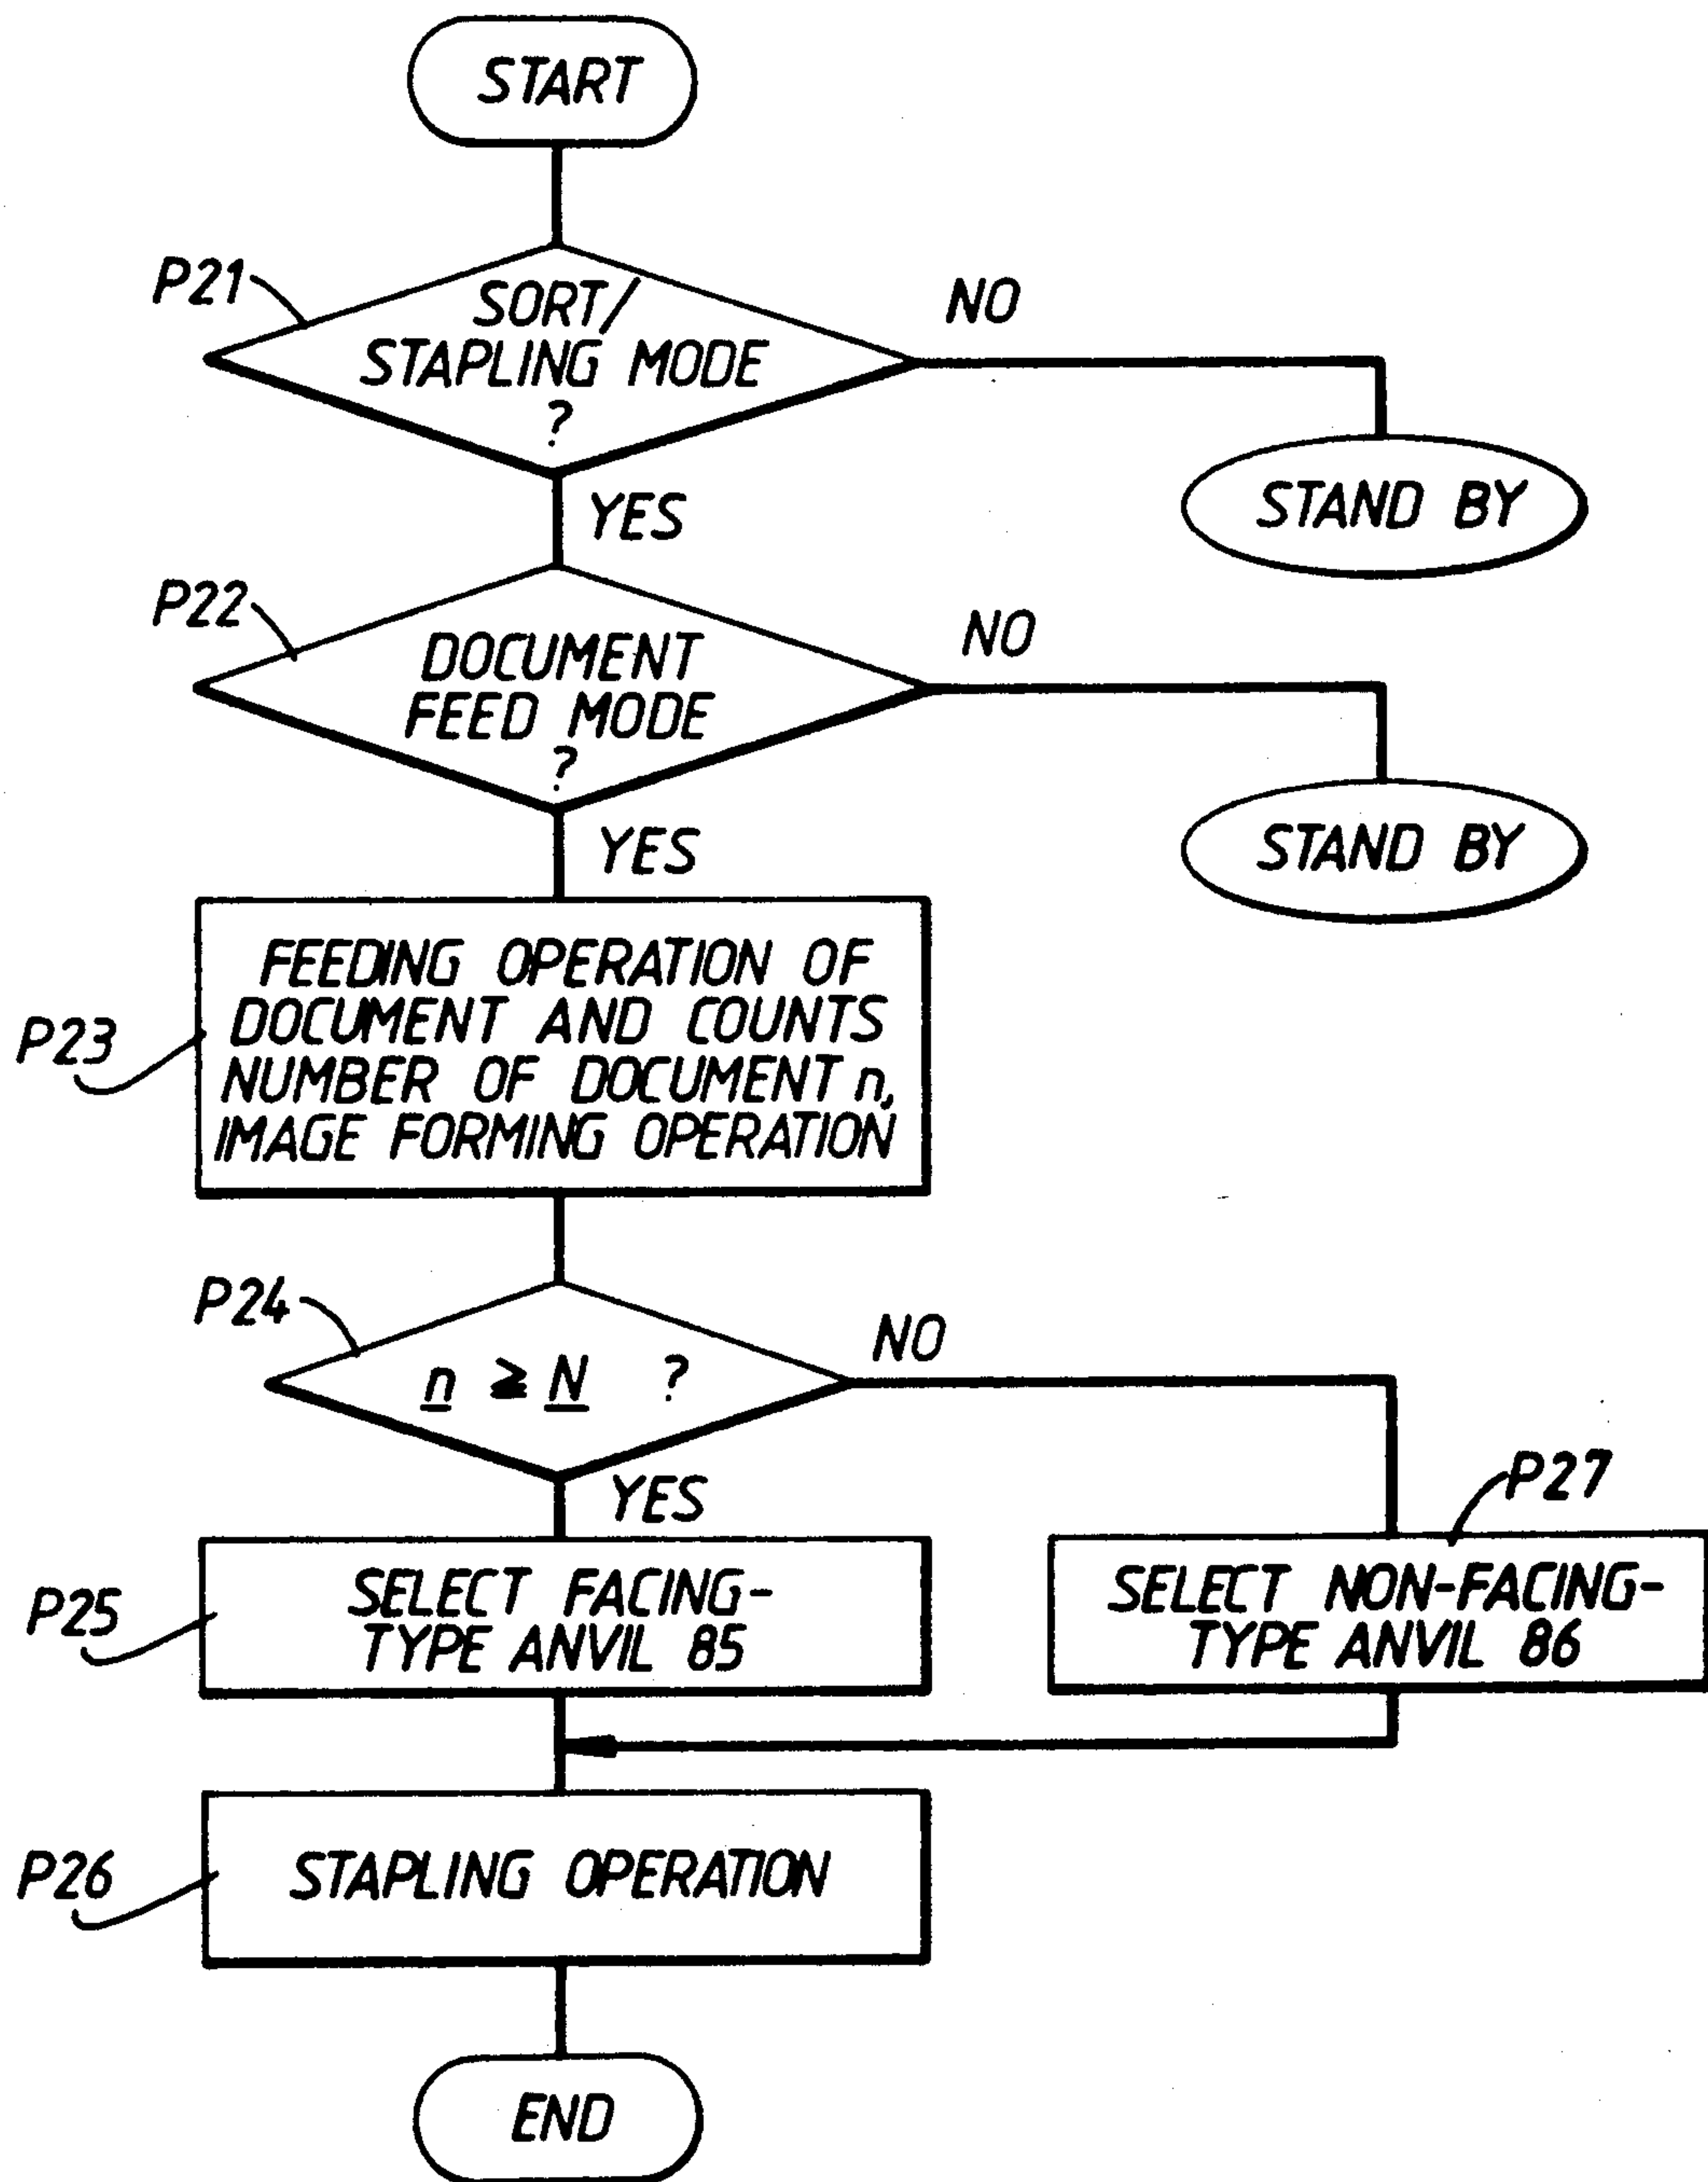 START
P21
SORT/
STAPLING MODE
?
NO
STAND BY
YES
P22
DOCUMENT
FEED MODE
?
NO
STAND BY
YES
P23
FEEDING OPERATION OF
DOCUMENT AND COUNTS
NUMBER OF DOCUMENT n,
IMAGE FORMING OPERATION
P24
n ≧ N ?
NO
YES
P25
SELECT FACING-
TYPE ANVIL 85
P27
SELECT NON-FACING-
TYPE ANVIL 86
P26
STAPLING OPERATION
END